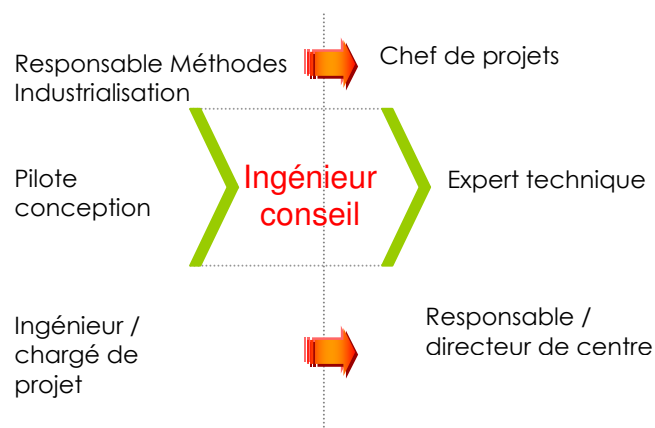 Responsable Méthodes
Industrialisation
Chef de projets
Pilote
conception
Ingénieur
conseil
Expert technique
Ingénieur /
chargé de
projet
Responsable /
directeur de centre